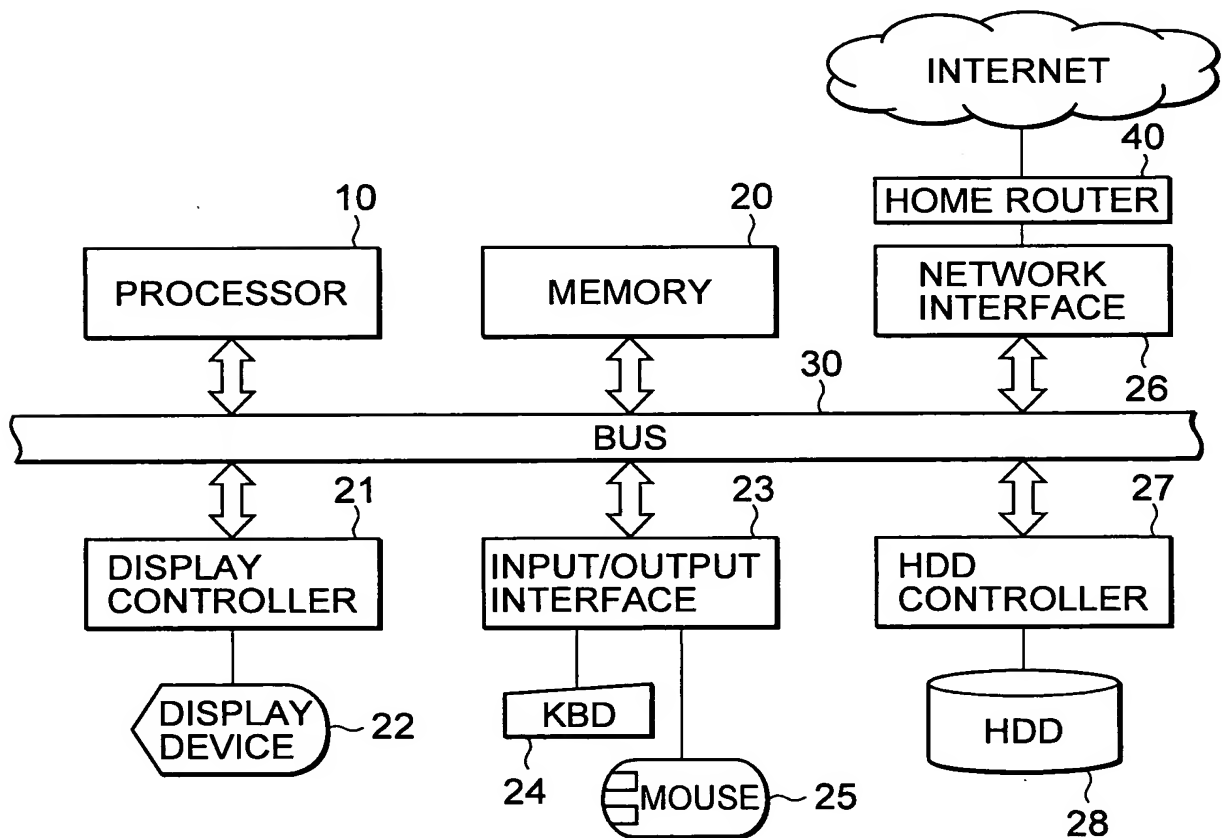 INTERNET
40
HOME ROUTER
10
PROCESSOR
20
MEMORY
NETWORK
INTERFACE
26
30
BUS
21
DISPLAY
CONTROLLER
23
INPUT/OUTPUT
INTERFACE
27
HDD
CONTROLLER
DISPLAY
DEVICE
22
KBD
24
MOUSE
25
HDD
28